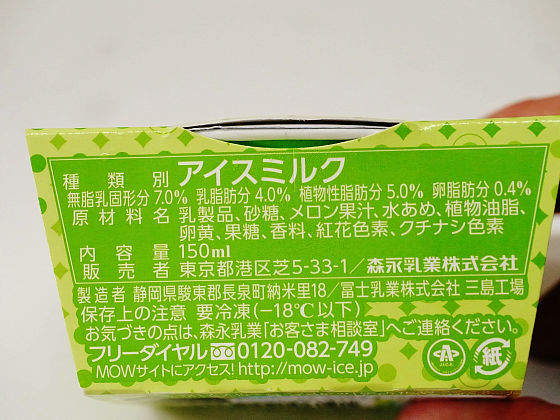 種類別 アイスミルク
無脂乳固形分 7.0% 乳脂肪分 4.0% 植物性脂肪分 5.0% 卵脂肪分 0.4%
原材料名 乳製品、砂糖、メロン果汁、水あめ、植物油脂、
卵黄、果糖、香料、紅花色素、クチナシ色素
内容量 150ml
販売者 東京都港区芝5-33-1／森永乳業株式会社
製造者 静岡県駿東郡長泉町納米里18／冨士乳業株式会社 三島工場
保存上の注意 要冷凍(−18℃以下)
お気づきの点は、森永乳業「お客さま相談室」へご連絡ください。
フリーダイヤル 0120-082-749
MOWサイトにアクセス! http://mow-ice.jp
紙